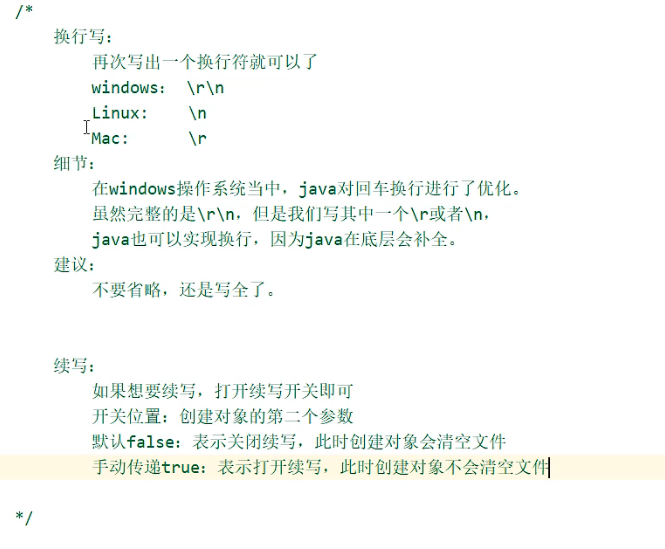 /*
换行写：
再次写出一个换行符就可以了
windows： \r\n
Linux: \n
Mac: \r
细节：
在windows操作系统当中，java对回车换行进行了优化。
虽然完整的是\r\n，但是我们写其中一个\r或者\n，
java也可以实现换行，因为java在底层会补全。
建议：
不要省略，还是写全了。
续写：
如果想要续写，打开续写开关即可
开关位置：创建对象的第二个参数
默认false：表示关闭续写，此时创建对象会清空文件
手动传递true：表示打开续写，此时创建对象不会清空文件
*/